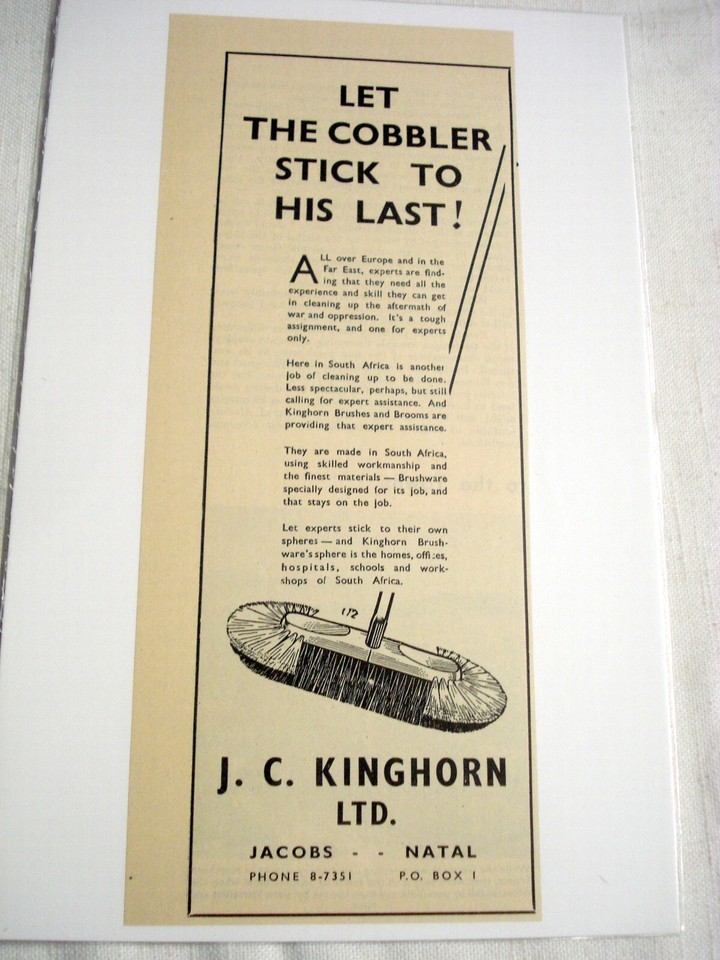 LET
THE COBBLER
STICK TO
HIS LAST!
ALL over Europe and in the
Far East, experts are find-
ing that they need all the
experience and skill they can get
in cleaning up the aftermath of
war and oppression. It's a tough
assignment, and one for experts
only.
Here in South Africa is another
job of cleaning up to be done.
Less spectacular, perhaps, but still
calling for expert assistance. And
Kinghorn Brushes and Brooms are
providing that expert assistance.
They are made in South Africa,
using skilled workmanship and
the finest materials — Brushware
specially designed for its job, and
that stays on the job.
Let experts stick to their own
spheres — and Kinghorn Brush-
ware's sphere is the homes, offices,
hospitals, schools and work-
shops of South Africa.
172
J. C. KINGHORN
LTD.
JACOBS - - NATAL
PHONE 8-7351 P.O. BOX 1